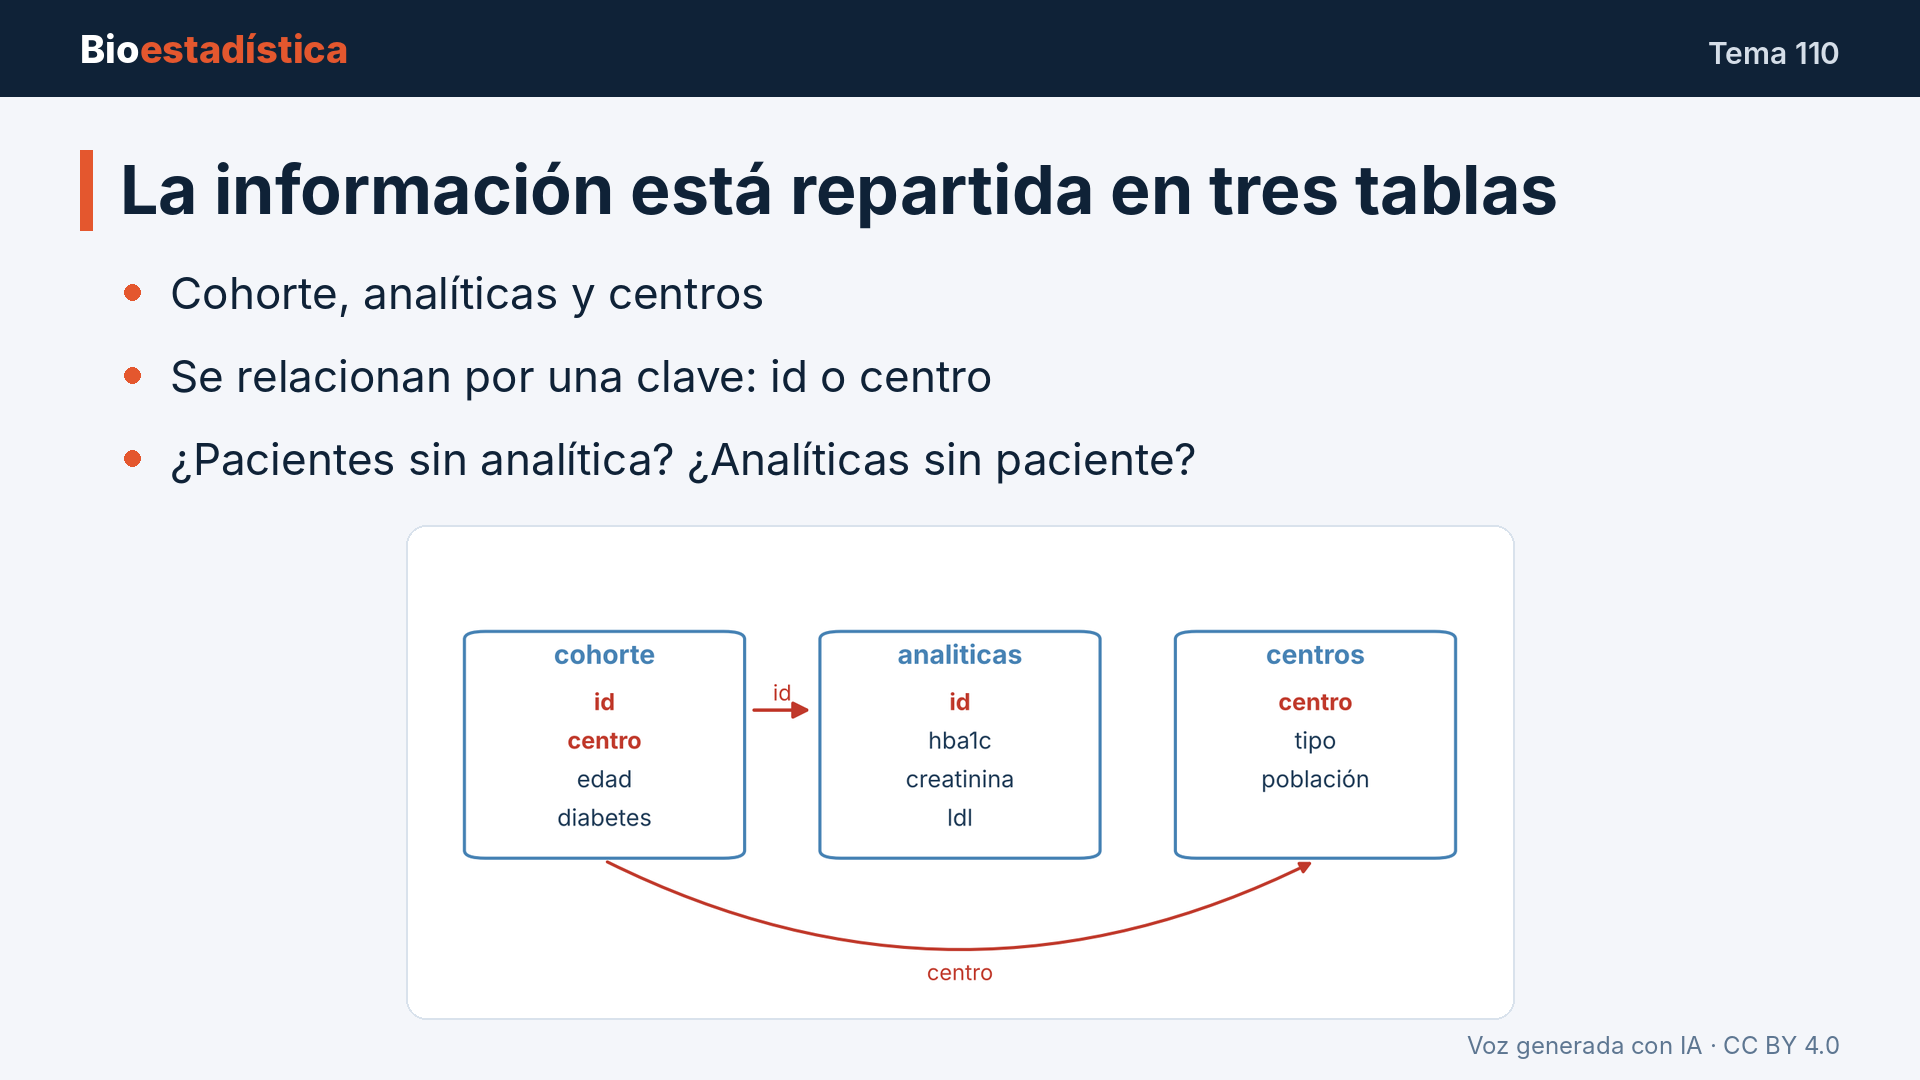 Bioestadística
Tema 110
La información está repartida en tres tablas
Cohorte, analíticas y centros
Se relacionan por una clave: id o centro
¿Pacientes sin analítica? ¿Analíticas sin paciente?
cohorte
id
centro
edad
diabetes
id
analiticas
id
hba1c
creatinina
ldl
centros
centro
tipo
población
centro
Voz generada con IA · CC BY 4.0